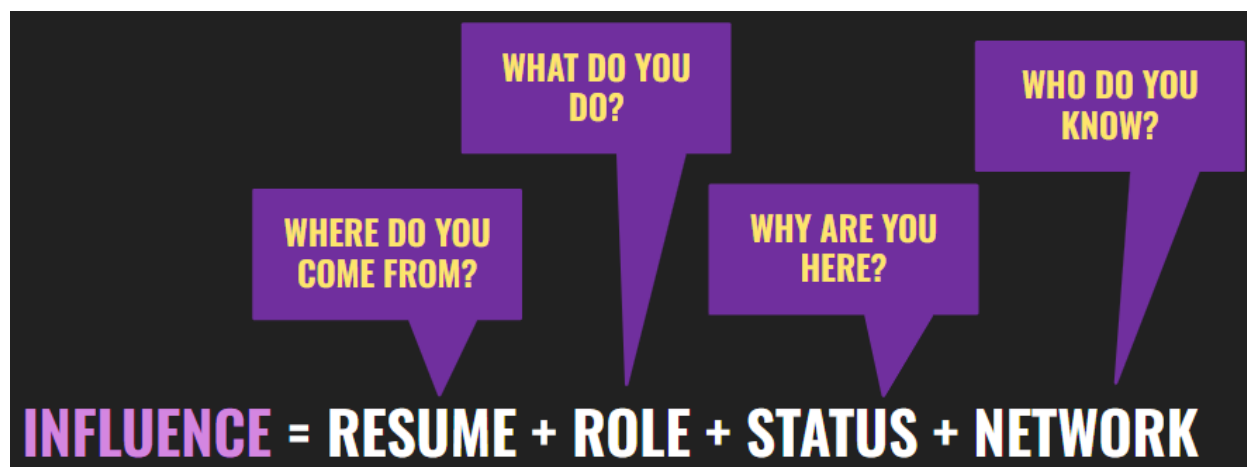 WHAT DO YOU
DO?
WHO DO YOU
KNOW?
WHERE DO YOU
COME FROM?
WHY ARE YOU
HERE?
INFLUENCE = RESUME + ROLE + STATUS + NETWORK